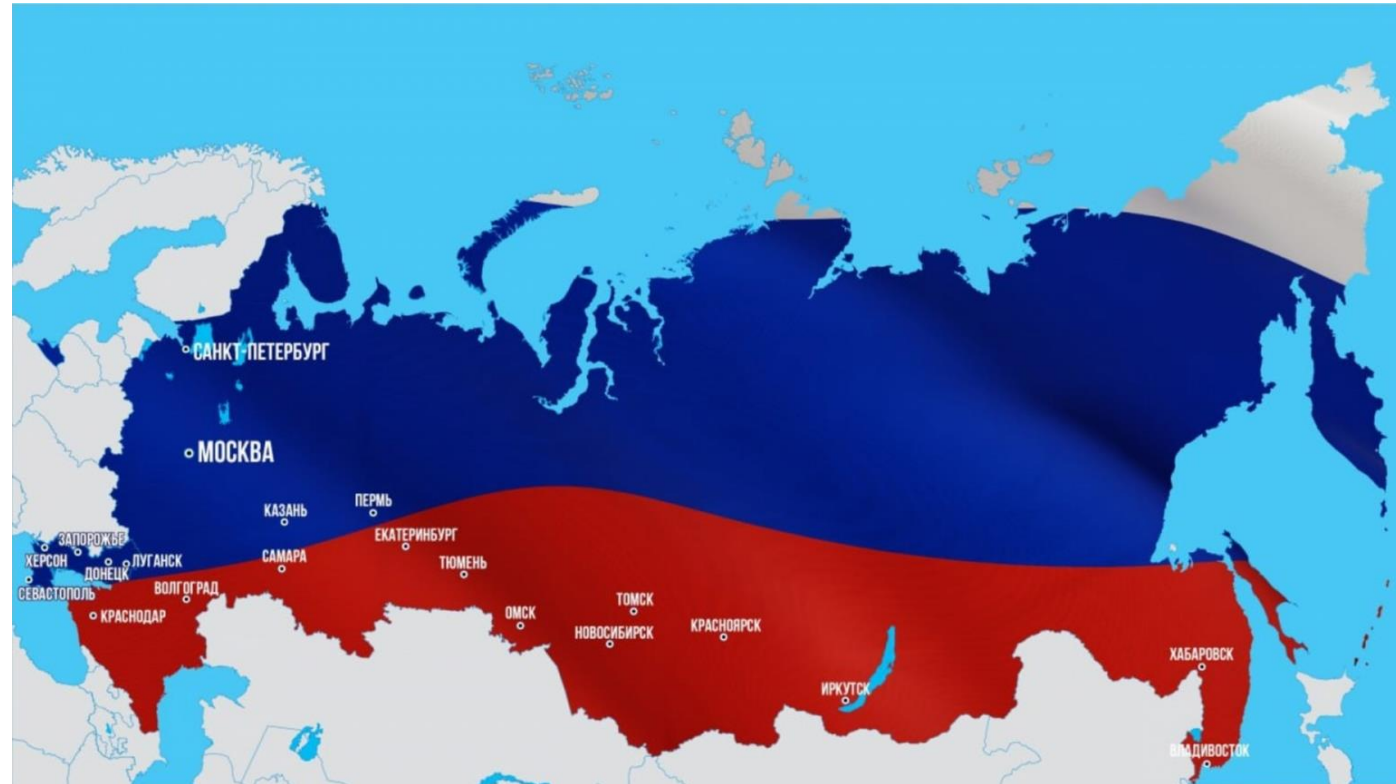 САНКТ-ПЕТЕРБУРГ
МОСКВА
ПЕРМЬ
КАЗАНЬ
ЕКАТЕРИНБУРГ
ЗАПОРОЖЬЕ
ХЕРСОН
ЛУГАНСК
САМАРА
ТЮМЕНЬ
ДОНЕЦК
СЕВАСТОПОЛЬ
ВОЛГОГРАД
КРАСНОДАР
ОМСК
ТОМСК
НОВОСИБИРСК
КРАСНОЯРСК
ХАБАРОВСК
ИРКУТСК
ВЛАДИВОСТОК